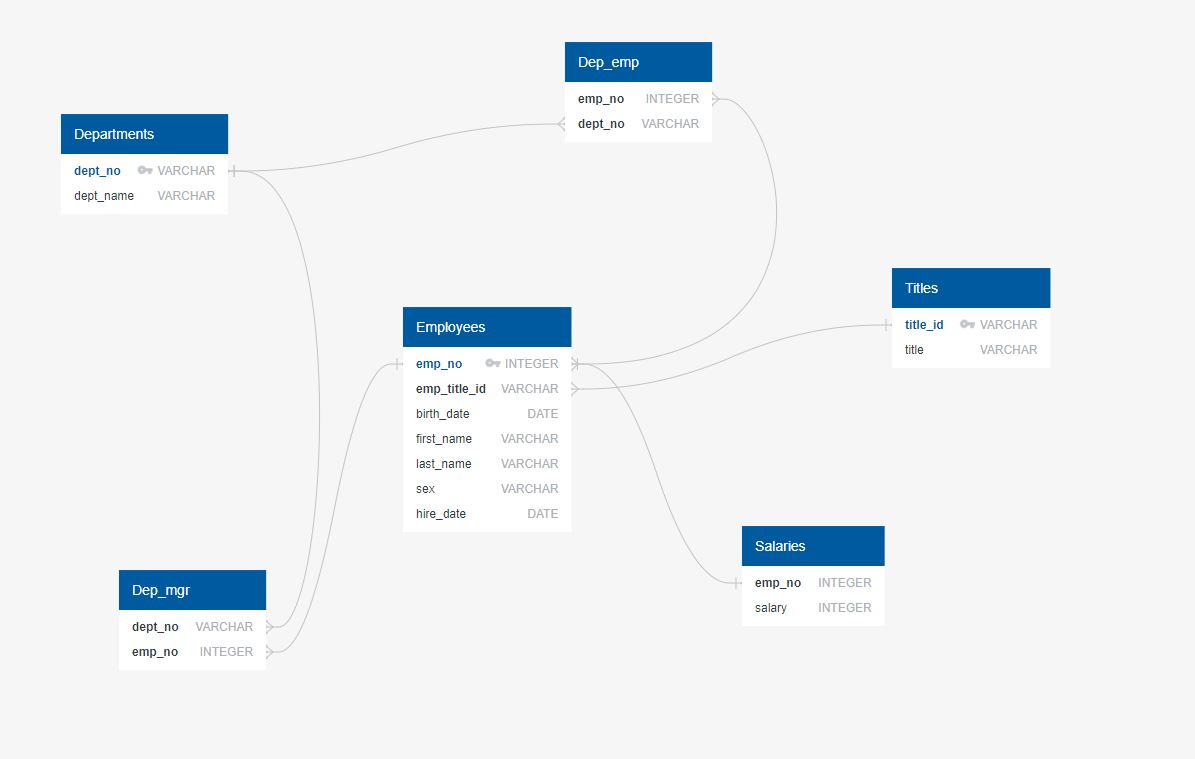 Dep_emp
emp_no INTEGER
dept_no VARCHAR
Departments
dept_no VARCHAR
dept_name VARCHAR
Titles
title_id VARCHAR
title VARCHAR
Employees
emp_no INTEGER
emp_title_id VARCHAR
birth_date DATE
first_name VARCHAR
last_name VARCHAR
sex VARCHAR
hire_date DATE
Salaries
emp_no INTEGER
salary INTEGER
Dep_mgr
dept_no VARCHAR
emp_no INTEGER